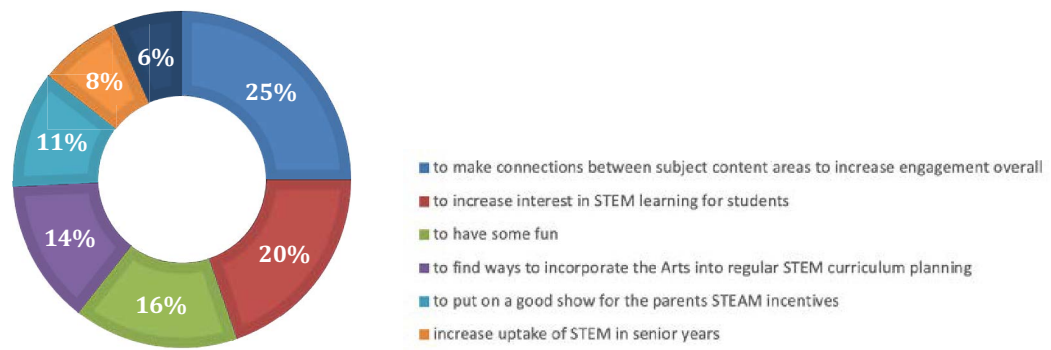 6%
8%
25%
11%
14%
20%
16%
to make connections between subject content areas to increase engagement overall
to increase interest in STEM learning for students
to have some fun
to find ways to incorporate the Arts into regular STEM curriculum planning
to put on a good show for the parents STEAM incentives
increase uptake of STEM in senior years